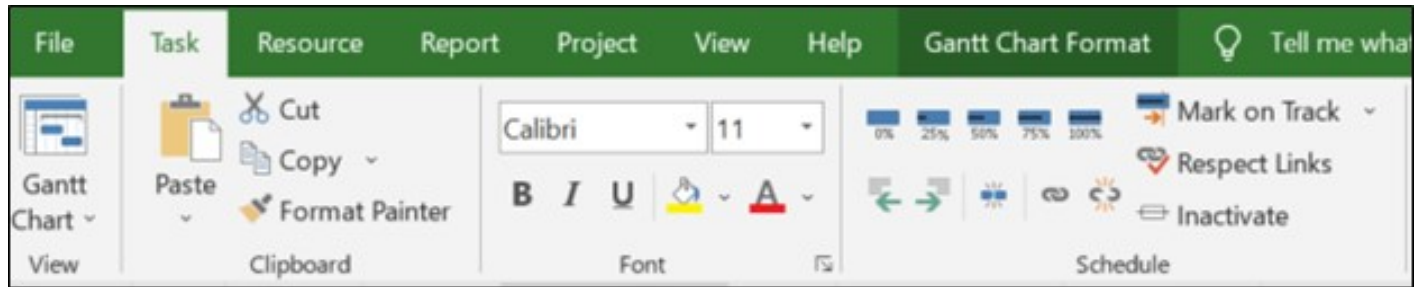 File Task Resource Report Project View Help Gantt Chart Format Tell me what
Gantt
Chart
View
Paste
Cut
Copy
Format Painter
Clipboard
Calibri 11
B I U A
Font
0% 25% 50% 75% 100%
Mark on Track
Respect Links
Inactivate
Schedule